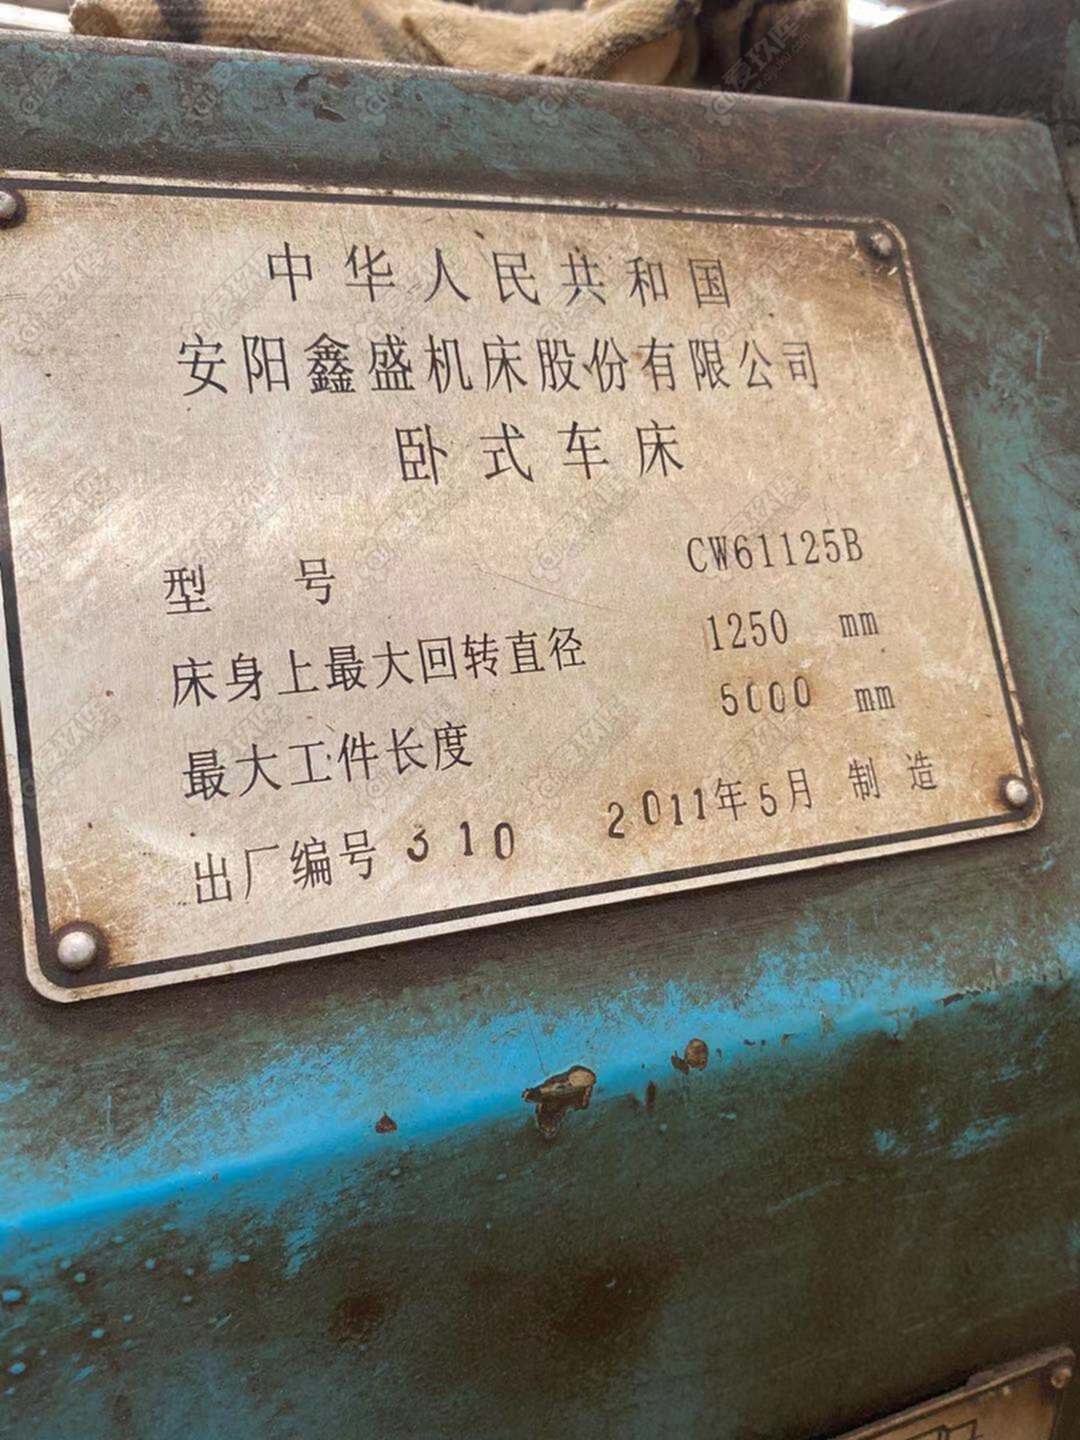 中华人民共和国
安阳鑫盛机床股份有限公司
卧式车床
型 号 CW61125B
床身上最大回转直径 1250 mm
最大工件长度 5000 mm
出厂编号 310 2011年5月 制造